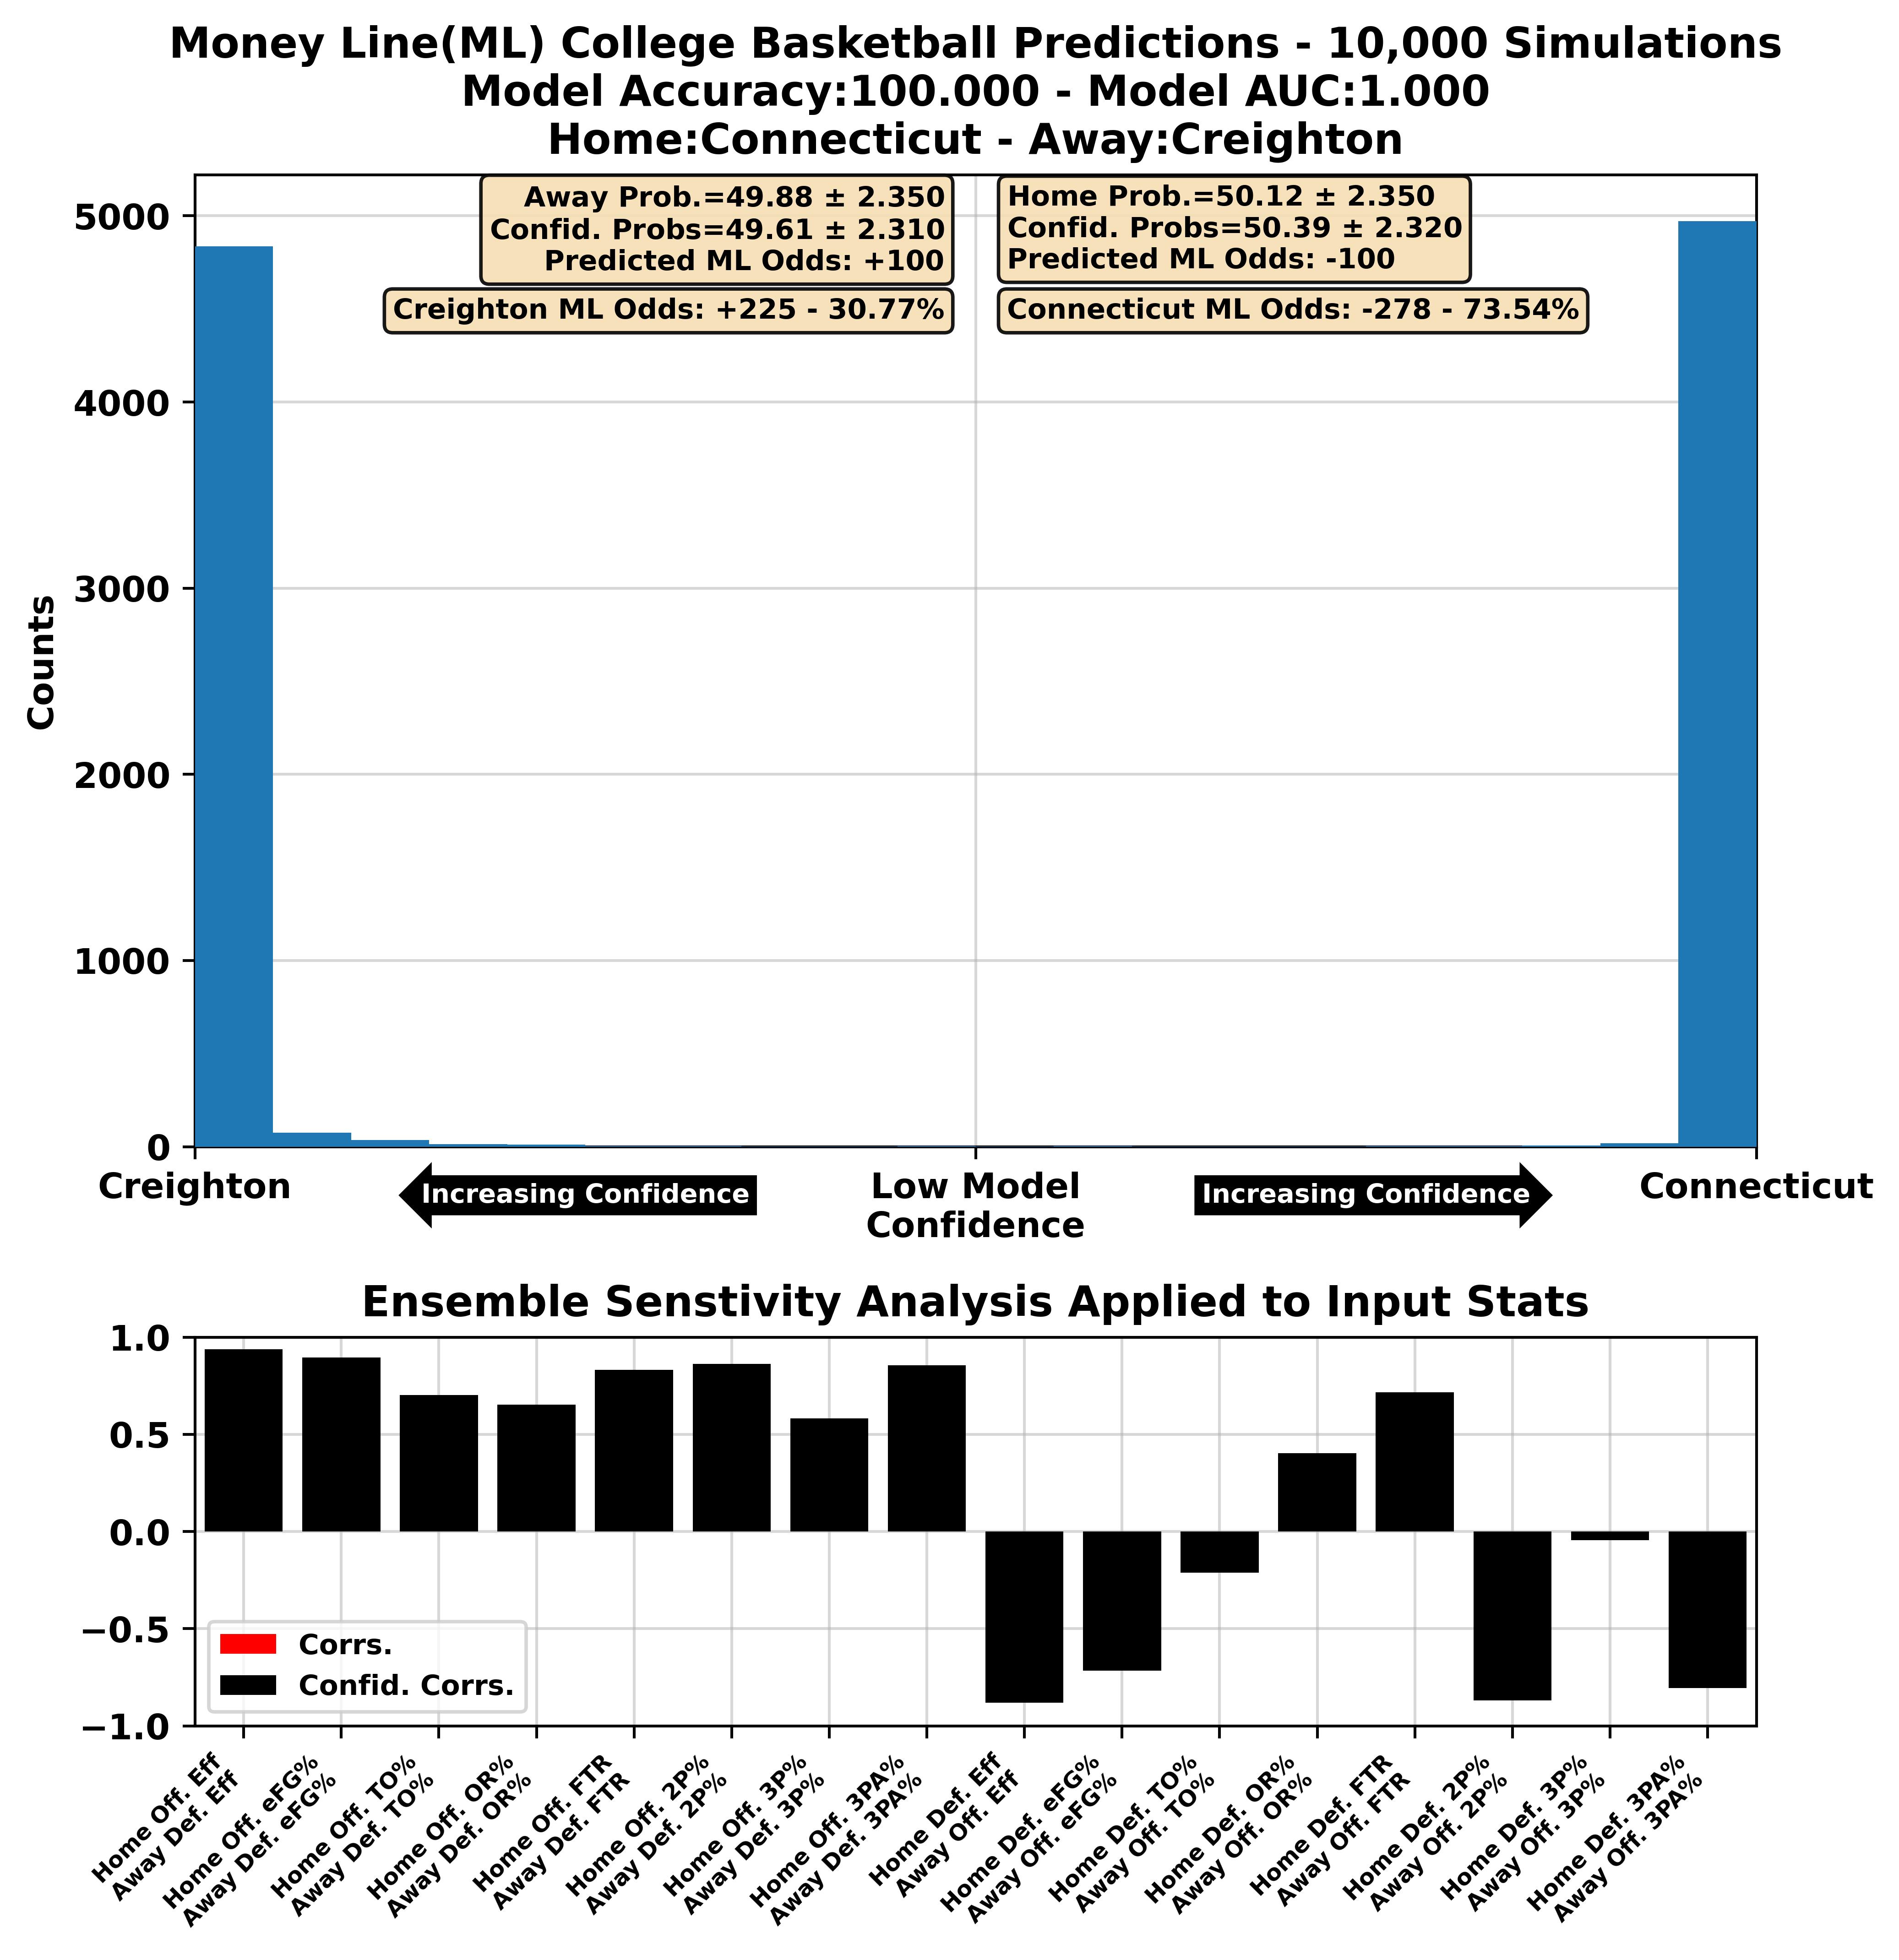 Money Line(ML) College Basketball Predictions - 10,000 Simulations
Model Accuracy:100.000 - Model AUC:1.000
Home:Connecticut - Away:Creighton
Away Prob.=49.88 ± 2.350
Confid. Probs=49.61 ± 2.310
Predicted ML Odds: +100
Creighton ML Odds: +225 - 30.77%
Home Prob.=50.12 ± 2.350
Confid. Probs=50.39 ± 2.320
Predicted ML Odds: -100
Connecticut ML Odds: -278 - 73.54%
Counts
5000
4000
3000
2000
1000
0
Creighton
Increasing Confidence
Low Model
Confidence
Increasing Confidence
Connecticut
Ensemble Senstivity Analysis Applied to Input Stats
1.0
0.5
0.0
−0.5
−1.0
Corrs.
Confid. Corrs.
Home Off. Eff
Away Def. Eff
Home Off. eFG%
Away Def. eFG%
Home Off. TO%
Away Def. TO%
Home Off. OR%
Away Def. OR%
Home Off. FTR
Away Def. FTR
Home Off. 2P%
Away Def. 2P%
Home Off. 3P%
Away Def. 3P%
Home Off. 3PA%
Away Def. 3PA%
Home Def. Eff
Away Off. Eff
Home Def. eFG%
Away Off. eFG%
Home Def. TO%
Away Off. TO%
Home Def. OR%
Away Off. OR%
Home Def. FTR
Away Off. FTR
Home Def. 2P%
Away Off. 2P%
Home Def. 3P%
Away Off. 3P%
Home Def. 3PA%
Away Off. 3PA%